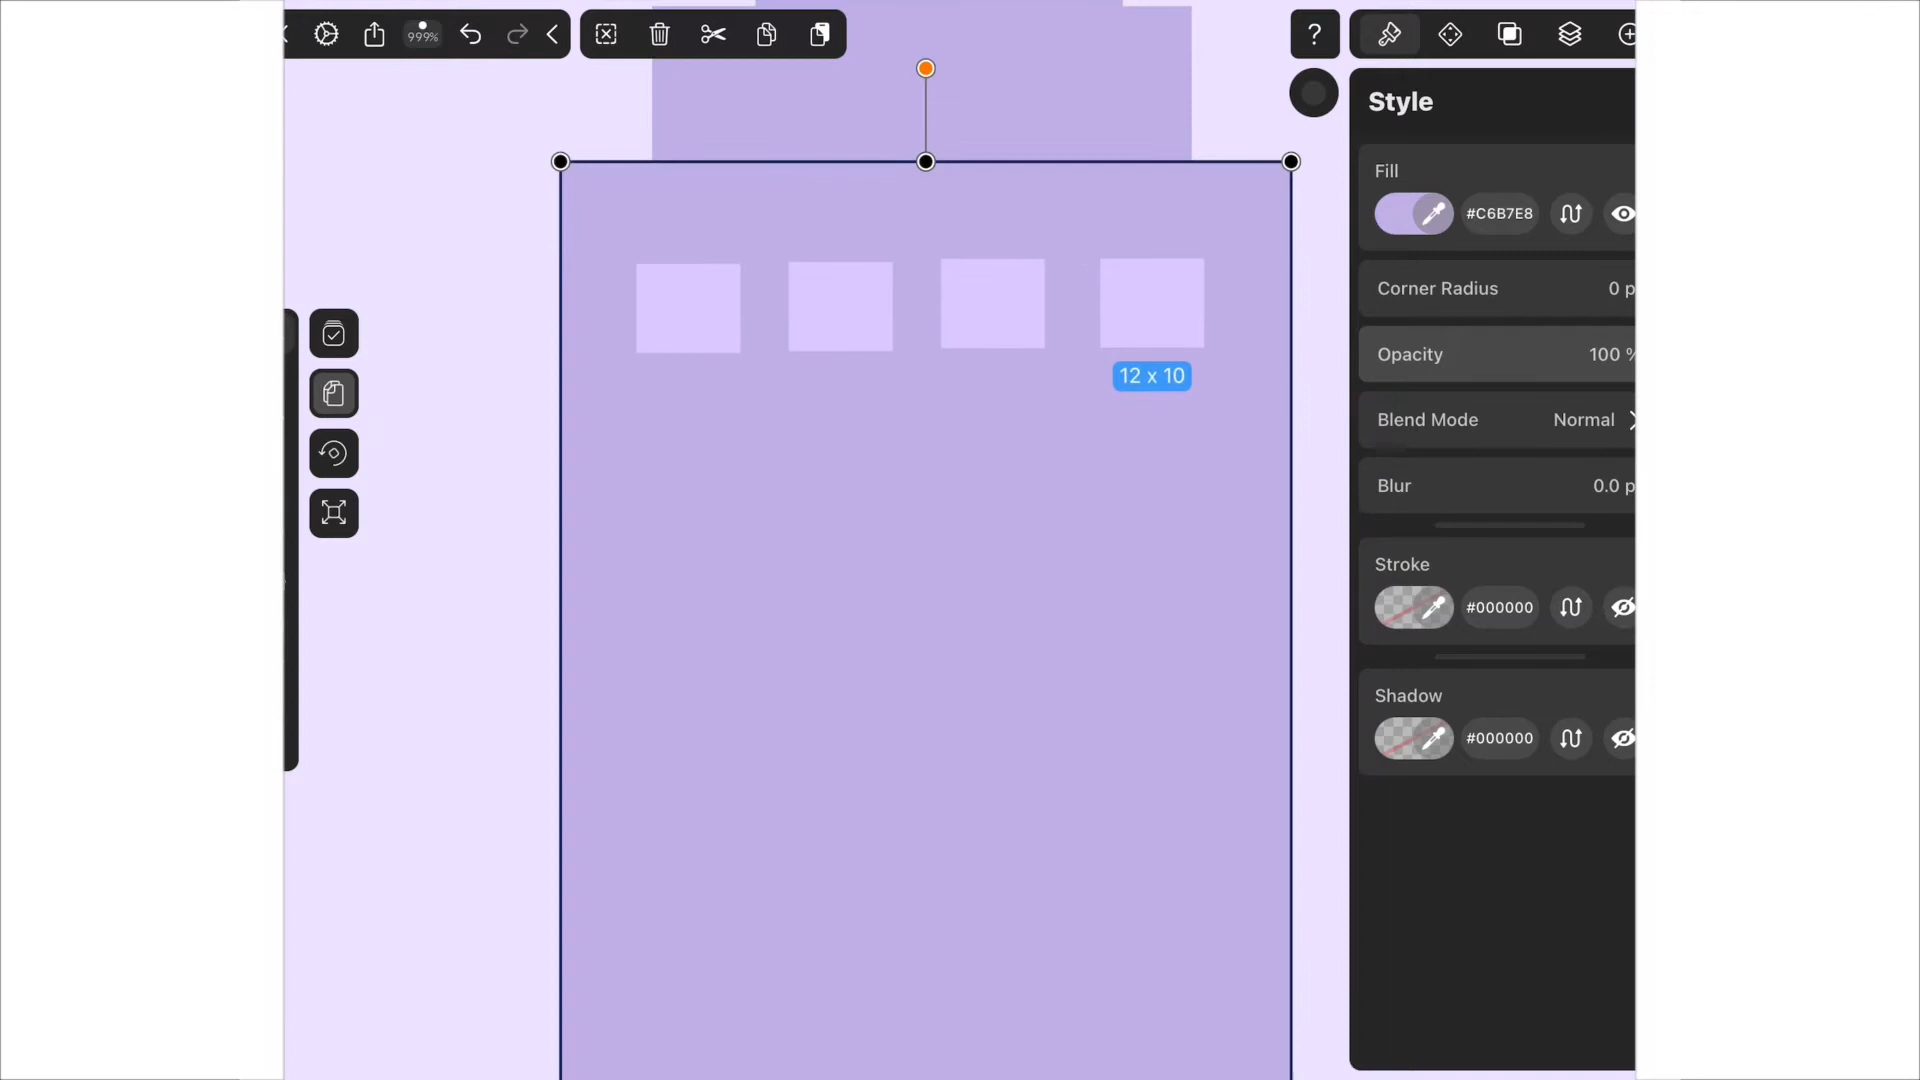 999%
?
Style
Fill
#C6B7E8
Corner Radius 0 p
Opacity 100 %
12 x 10
Blend Mode Normal
Blur 0.0 p
Stroke
#000000
Shadow
#000000